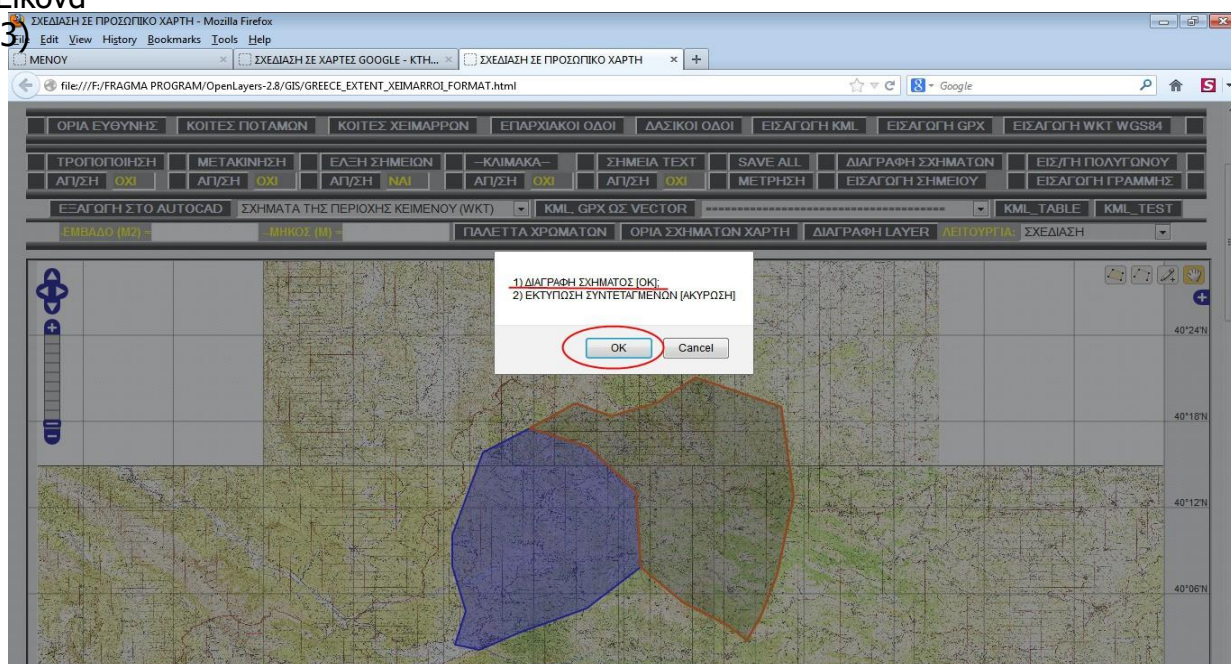 Εικόνα
3)
ΣΧΕΔΙΑΣΗ ΣΕ ΠΡΟΣΩΠΙΚΟ ΧΑΡΤΗ - Mozilla Firefox
File Edit View History Bookmarks Tools Help
ΜΕΝΟΥ ΣΧΕΔΙΑΣΗ ΣΕ ΧΑΡΤΕΣ GOOGLE - ΚΤΗ... ΣΧΕΔΙΑΣΗ ΣΕ ΠΡΟΣΩΠΙΚΟ ΧΑΡΤΗ
file:///F:/FRAGMA PROGRAM/OpenLayers-2.8/GIS/GREECE_EXTENT_XEIMARROI_FORMAT.html Google
ΟΡΙΑ ΕΥΘΥΝΗΣ ΚΟΙΤΕΣ ΠΟΤΑΜΩΝ ΚΟΙΤΕΣ ΧΕΙΜΑΡΡΩΝ ΕΠΑΡΧΙΑΚΟΙ ΟΔΟΙ ΔΑΣΙΚΟΙ ΟΔΟΙ ΕΙΣΑΓΩΓΗ KML ΕΙΣΑΓΩΓΗ GPX ΕΙΣΑΓΩΓΗ WKT WGS84
ΤΡΟΠΟΠΟΙΗΣΗ ΜΕΤΑΚΙΝΗΣΗ ΕΛΞΗ ΣΗΜΕΙΩΝ --ΚΛΙΜΑΚΑ-- ΣΗΜΕΙΑ TEXT SAVE ALL ΔΙΑΓΡΑΦΗ ΣΧΗΜΑΤΩΝ ΕΙΣ/ΓΗ ΠΟΛΥΓΩΝΟΥ
ΑΠ/ΣΗ ΟΧΙ ΑΠ/ΣΗ ΟΧΙ ΑΠ/ΣΗ ΝΑΙ ΑΠ/ΣΗ ΟΧΙ ΑΠ/ΣΗ ΟΧΙ ΜΕΤΡΗΣΗ ΕΙΣΑΓΩΓΗ ΣΗΜΕΙΟΥ ΕΙΣΑΓΩΓΗ ΓΡΑΜΜΗΣ
ΕΞΑΓΩΓΗ ΣΤΟ AUTOCAD ΣΧΗΜΑΤΑ ΤΗΣ ΠΕΡΙΟΧΗΣ ΚΕΙΜΕΝΟΥ (WKT) KML, GPX ΩΣ VECTOR ==================================== KML_TABLE KML_TEST
-ΕΜΒΑΔΟ (M2) = --ΜΗΚΟΣ (M) = ΠΑΛΕΤΤΑ ΧΡΩΜΑΤΩΝ ΟΡΙΑ ΣΧΗΜΑΤΩΝ ΧΑΡΤΗ ΔΙΑΓΡΑΦΗ LAYER ΛΕΙΤΟΥΡΓΙΑ: ΣΧΕΔΙΑΣΗ
1) ΔΙΑΓΡΑΦΗ ΣΧΗΜΑΤΟΣ [OK];
2) ΕΚΤΥΠΩΣΗ ΣΥΝΤΕΤΑΓΜΕΝΩΝ [ΑΚΥΡΩΣΗ]
OK Cancel
40°24'N
40°18'N
40°12'N
40°06'N